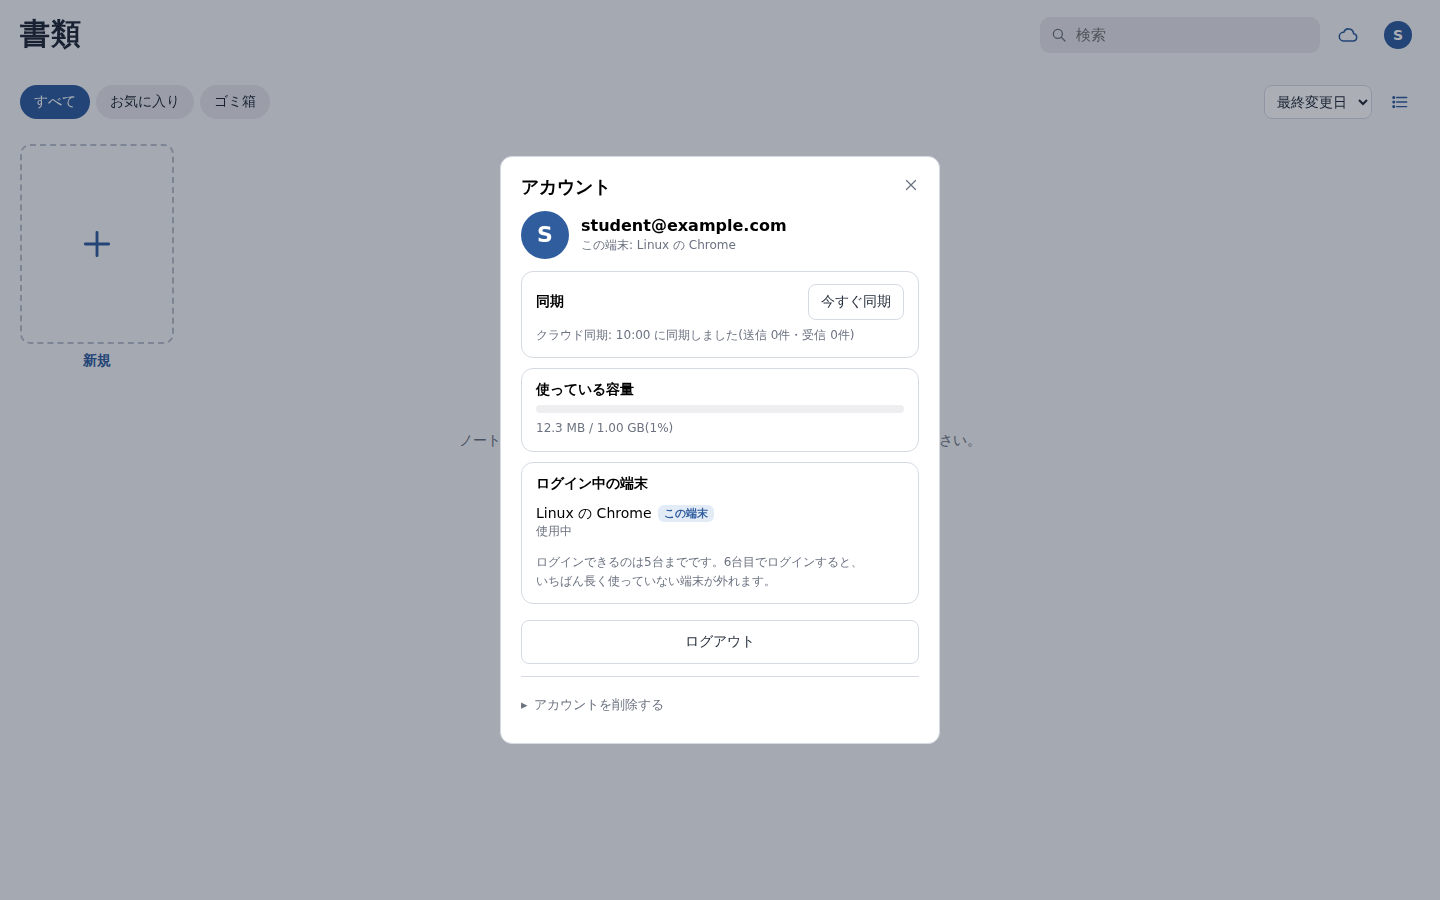 書類
検索
S
すべて
お気に入り
ゴミ箱
最終変更日
新規
ノート
さい。
アカウント
S
student@example.com
この端末: Linux の Chrome
同期
今すぐ同期
クラウド同期: 10:00 に同期しました(送信 0件・受信 0件)
使っている容量
12.3 MB / 1.00 GB(1%)
ログイン中の端末
Linux の Chrome この端末
使用中
ログインできるのは5台までです。6台目でログインすると、
いちばん長く使っていない端末が外れます。
ログアウト
▸ アカウントを削除する